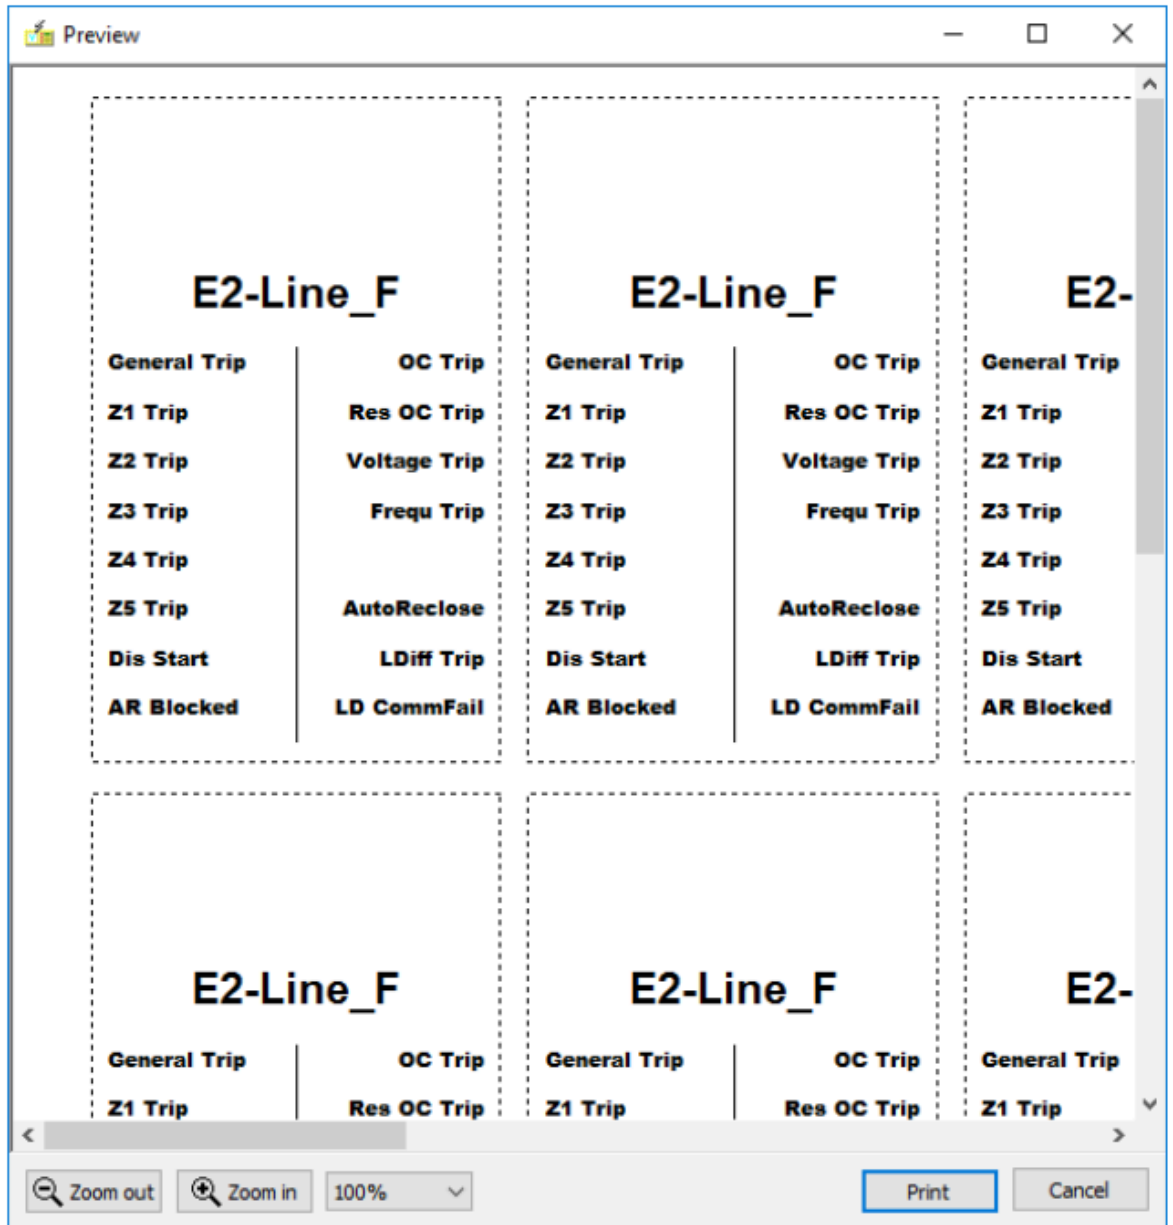 Preview
E2-Line_F E2-Line_F E2-
General Trip OC Trip General Trip OC Trip General Trip
Z1 Trip Res OC Trip Z1 Trip Res OC Trip Z1 Trip
Z2 Trip Voltage Trip Z2 Trip Voltage Trip Z2 Trip
Z3 Trip Frequ Trip Z3 Trip Frequ Trip Z3 Trip
Z4 Trip Z4 Trip Z4 Trip
Z5 Trip AutoReclose Z5 Trip AutoReclose Z5 Trip
Dis Start LDiff Trip Dis Start LDiff Trip Dis Start
AR Blocked LD CommFail AR Blocked LD CommFail AR Blocked
E2-Line_F E2-Line_F E2-
General Trip OC Trip General Trip OC Trip General Trip
Z1 Trip Res OC Trip Z1 Trip Res OC Trip Z1 Trip
Zoom out Zoom in 100% Print Cancel